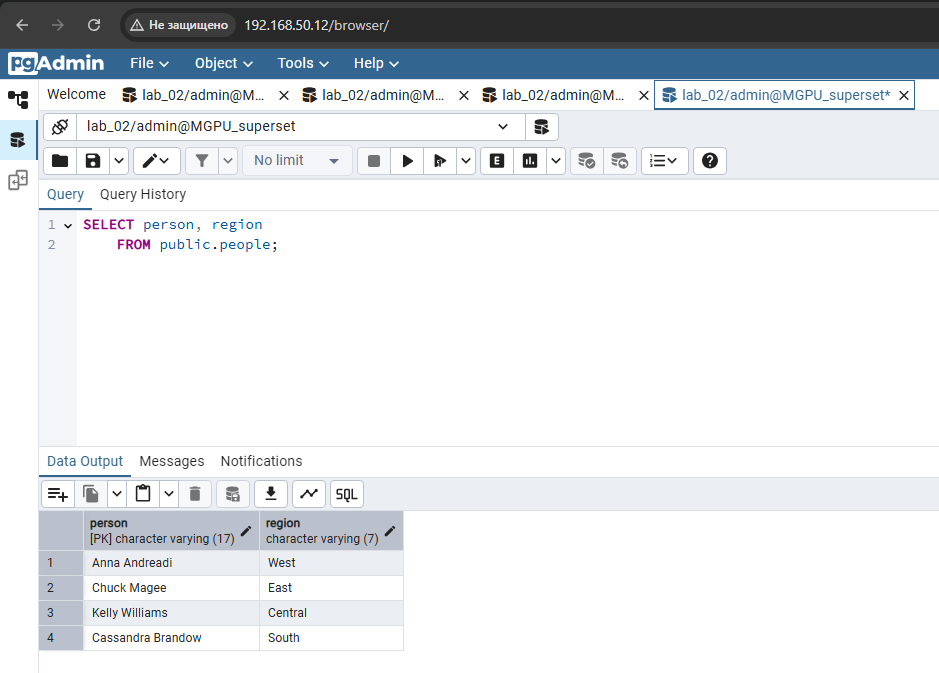 Не защищено 192.168.50.12/browser/
pgAdmin File Object Tools Help
Welcome lab_02/admin@M... lab_02/admin@M... lab_02/admin@M... lab_02/admin@MGPU_superset*
lab_02/admin@MGPU_superset
No limit E SQL
Query Query History
1 SELECT person, region
2 FROM public.people;
Data Output Messages Notifications
SQL
person region
[PK] character varying (17) character varying (7)
1 Anna Andreadi West
2 Chuck Magee East
3 Kelly Williams Central
4 Cassandra Brandow South